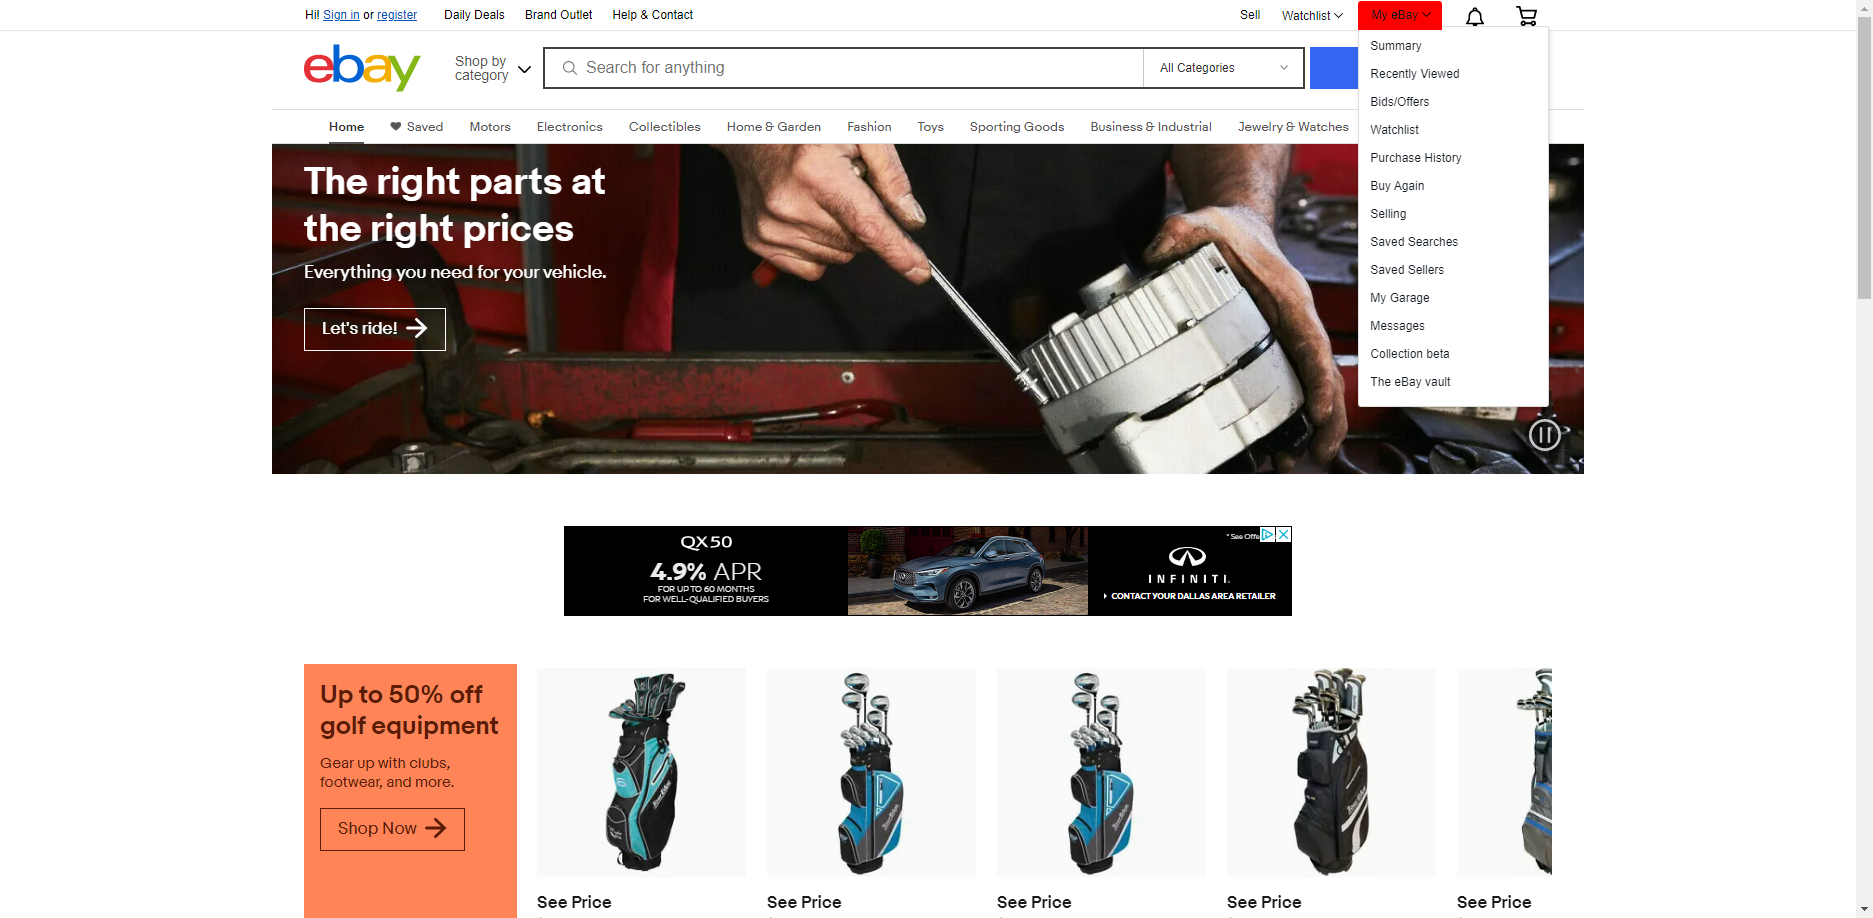 Hi! Sign in or register
Daily Deals
Brand Outlet
Help & Contact
Sell
Watchlist
My eBay
ebay
Shop by
category
Search for anything
All Categories
Summary
Recently Viewed
Bids/Offers
Watchlist
Purchase History
Buy Again
Selling
Saved Searches
Saved Sellers
My Garage
Messages
Collection beta
The eBay vault
Home
Saved
Motors
Electronics
Collectibles
Home & Garden
Fashion
Toys
Sporting Goods
Business & Industrial
Jewelry & Watches
The right parts at
the right prices
Everything you need for your vehicle.
Let's ride!
QX50
4.9% APR
FOR UP TO 60 MONTHS
FOR WELL-QUALIFIED BUYERS
* See Offe
INFINITI.
CONTACT YOUR DALLAS AREA RETAILER
Up to 50% off
golf equipment
Gear up with clubs,
footwear, and more.
Shop Now
See Price
See Price
See Price
See Price
See Price